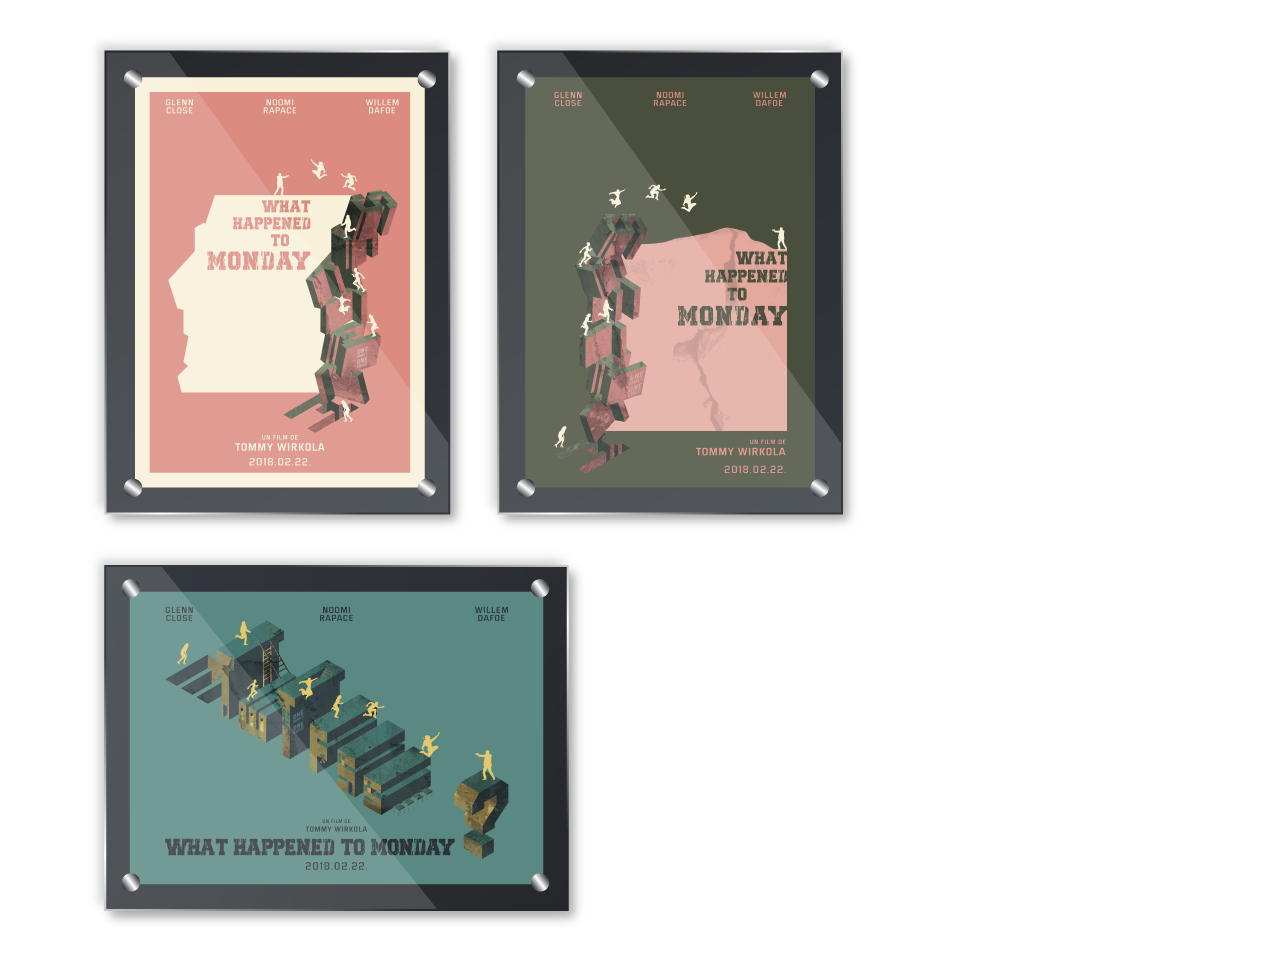 GLENN
CLOSE
NOOMI
RAPACE
WILLEM
DAFOE
WHAT
HAPPENED
TO
MONDAY
UN FILM DE
TOMMY WIRKOLA
2018.02.22.
GLENN
CLOSE
NOOMI
RAPACE
WILLEM
DAFOE
WHAT
HAPPENED
TO
MONDAY
UN FILM DE
TOMMY WIRKOLA
2018.02.22.
GLENN
CLOSE
NOOMI
RAPACE
WILLEM
DAFOE
UN FILM DE
TOMMY WIRKOLA
WHAT HAPPENED TO MONDAY
2018.02.22.